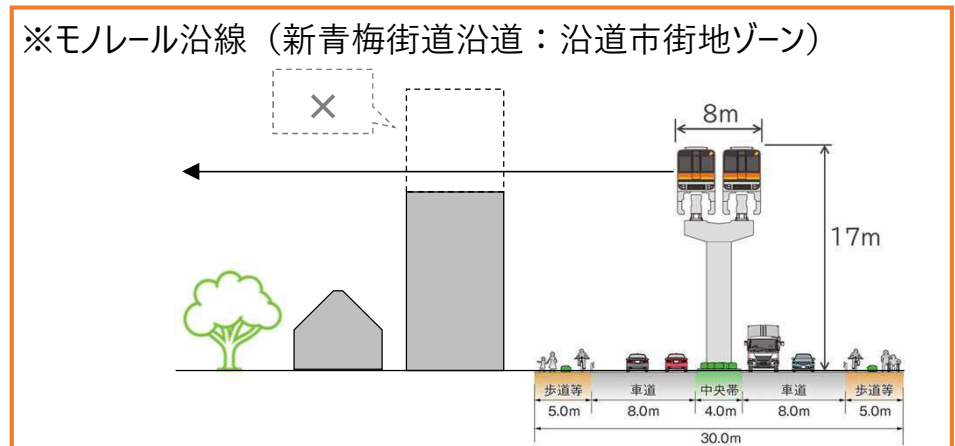 ※モノレール沿線（新青梅街道沿道：沿道市街地ゾーン）
×
8m
17m
歩道等 車道 中央帯 車道 歩道等
5.0m 8.0m 4.0m 8.0m 5.0m
30.0m